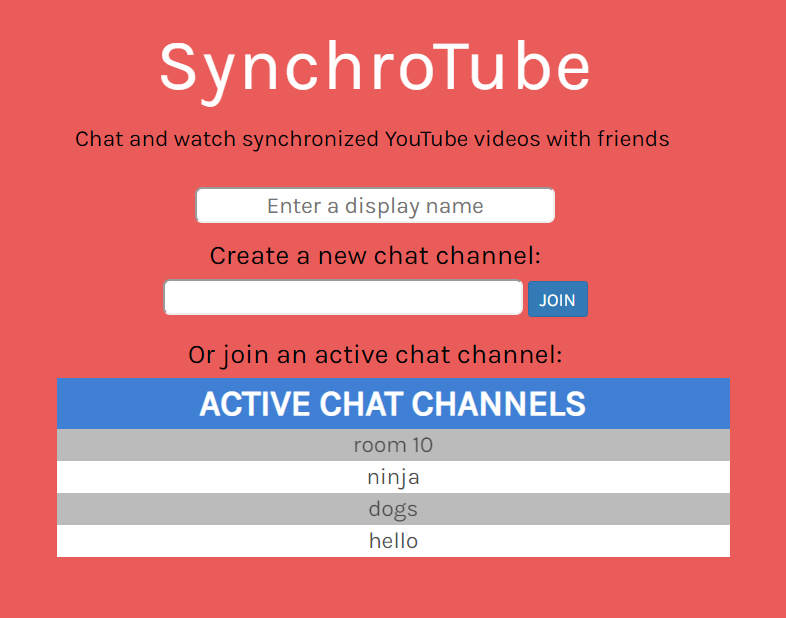 SynchroTube
Chat and watch synchronized YouTube videos with friends
Enter a display name
Create a new chat channel:
JOIN
Or join an active chat channel:
ACTIVE CHAT CHANNELS
room 10
ninja
dogs
hello